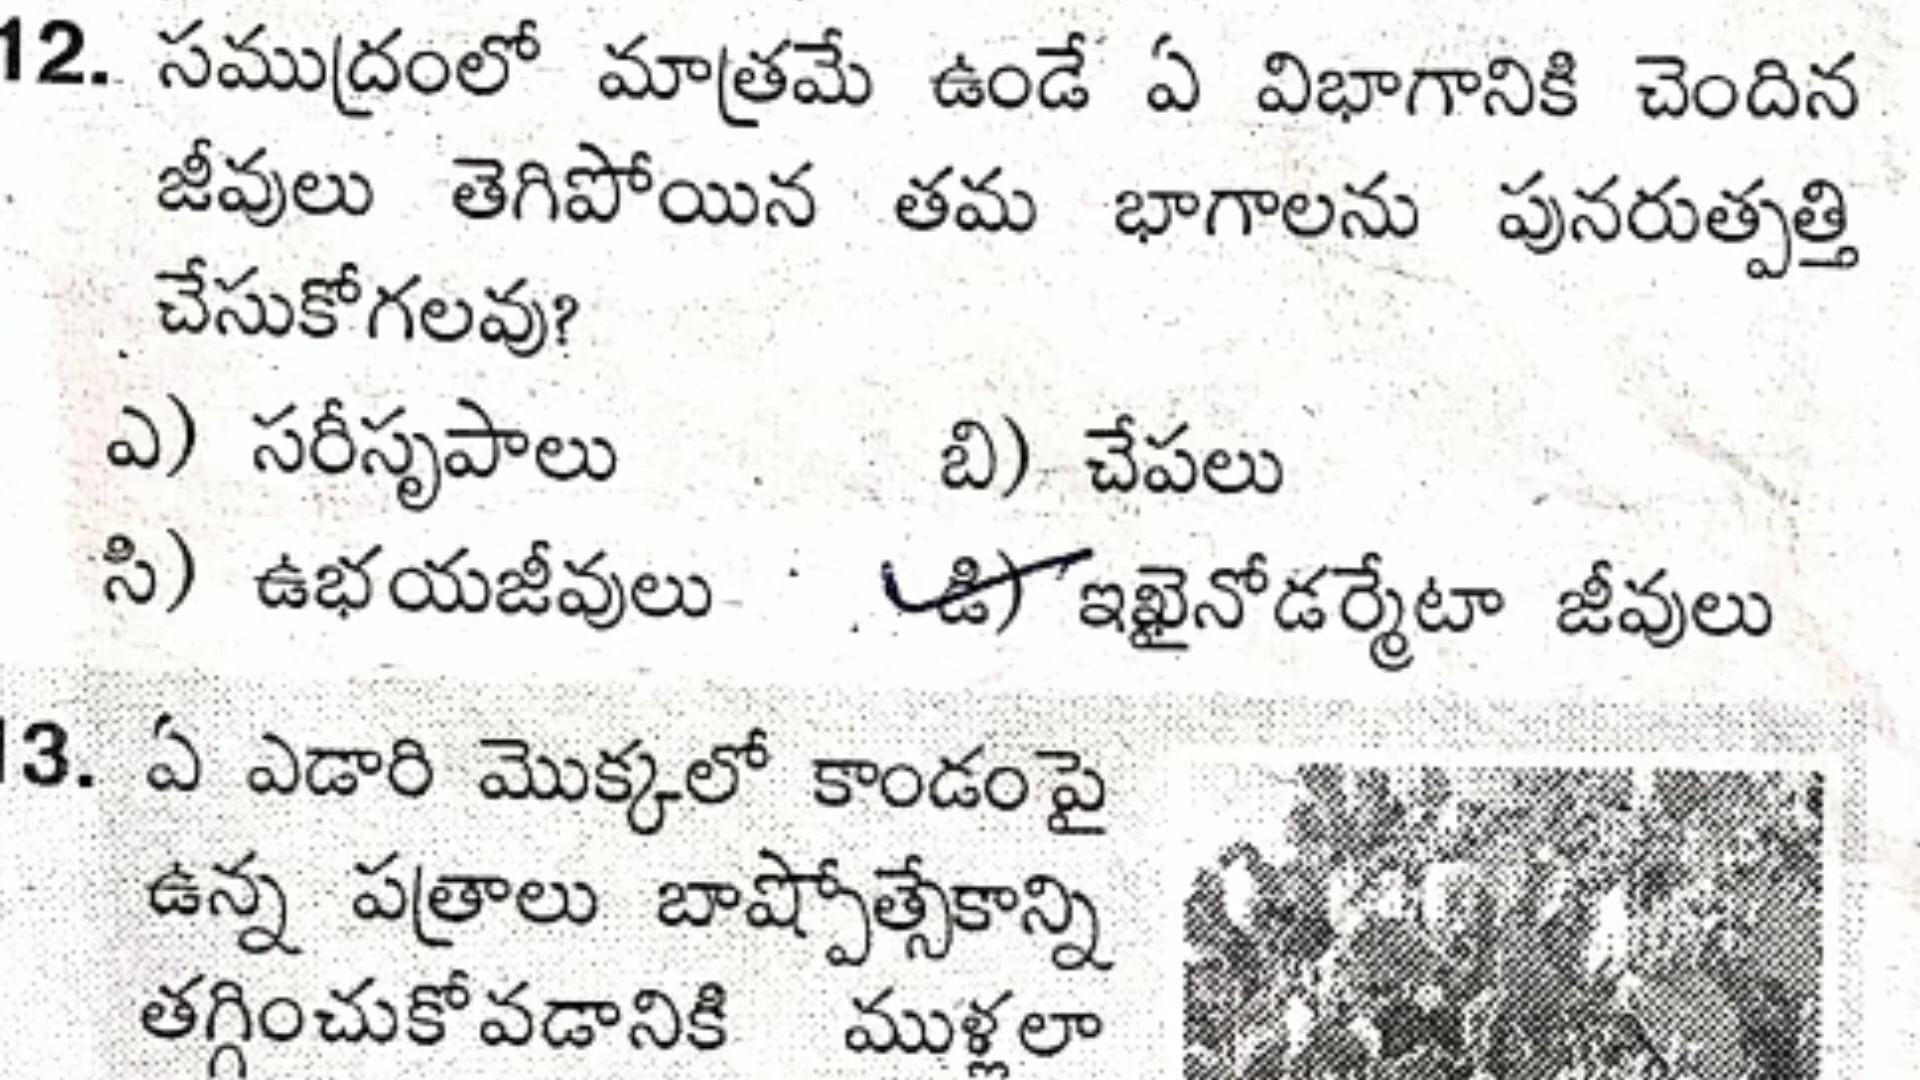 12. సముద్రంలో మాత్రమే ఉండే ఏ విభాగానికి చెందిన
జీవులు తెగిపోయిన తమ భాగాలను పునరుత్పత్తి
చేసుకోగలవు?
ఎ) సరీసృపాలు బి) చేపలు
సి) ఉభయజీవులు డి) ఇఖైనోడర్మేటా జీవులు
13. ఏ ఎడారి మొక్కలో కాండంపై
ఉన్న పత్రాలు బాష్పోత్సేకాన్ని
తగ్గించుకోవడానికి ముళ్లలా